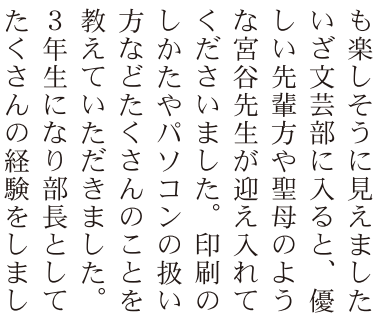 も楽しそうに見えました
いざ文芸部に入ると、優
しい先輩方や聖母のよう
な宮谷先生が迎え入れて
くださいました。印刷の
しかたやパソコンの扱い
方などたくさんのことを
教えていただきました。
３年生になり部長として
たくさんの経験をしまし